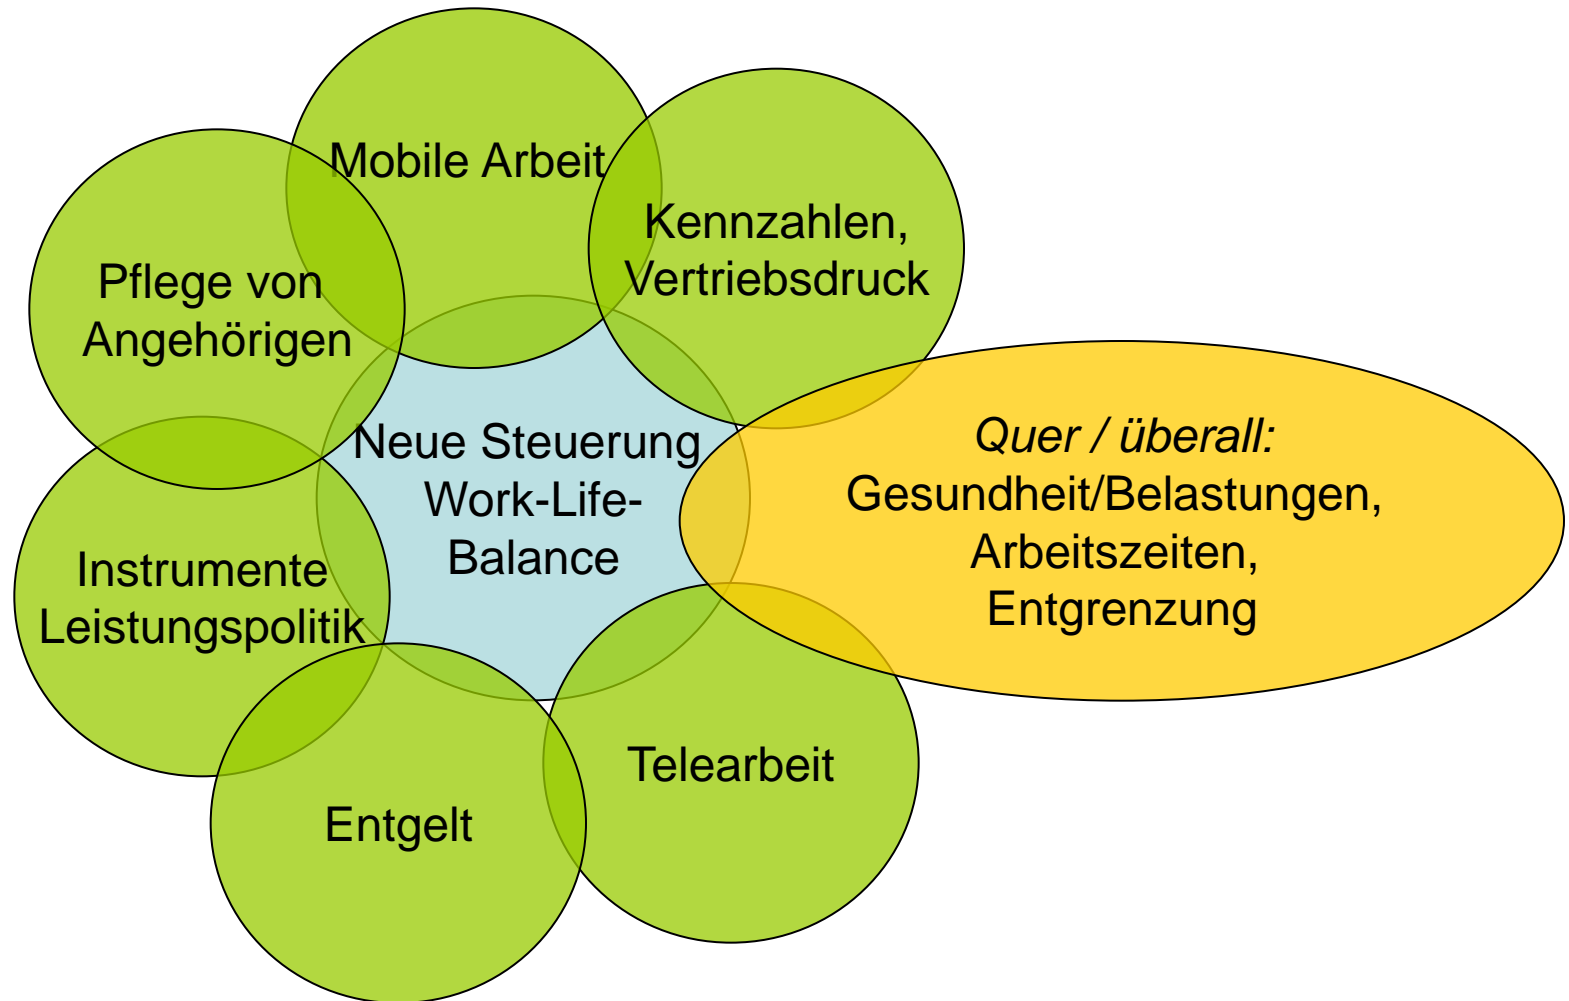 Mobile Arbeit
Kennzahlen,
Vertriebsdruck
Pflege von
Angehörigen
Neue Steuerung
Work-Life-
Balance
Quer / überall:
Gesundheit/Belastungen,
Arbeitszeiten,
Entgrenzung
Instrumente
Leistungspolitik
Telearbeit
Entgelt